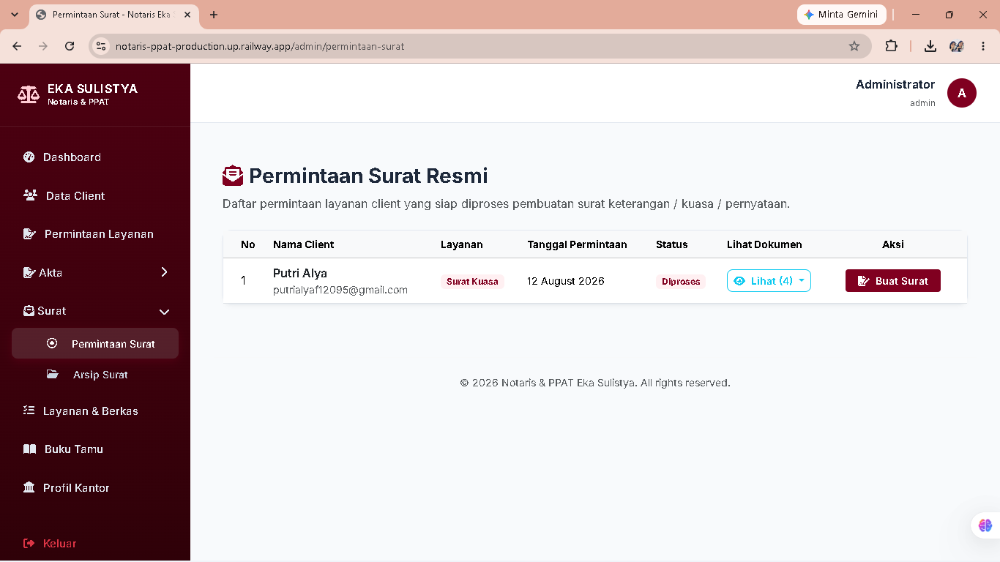 Permintaan Surat - Notaris Eka S
Minta Gemini
notaris-ppat-production.up.railway.app/admin/permintaan-surat
EKA SULISTYA
Notaris & PPAT
Administrator
admin
A
Dashboard
Data Client
Permintaan Layanan
Akta
Surat
Permintaan Surat
Arsip Surat
Layanan & Berkas
Buku Tamu
Profil Kantor
Keluar
Permintaan Surat Resmi
Daftar permintaan layanan client yang siap diproses pembuatan surat keterangan / kuasa / pernyataan.
No Nama Client Layanan Tanggal Permintaan Status Lihat Dokumen Aksi
1 Putri Alya Surat Kuasa 12 August 2026 Diproses Lihat (4) Buat Surat
putrialyaf12095@gmail.com
© 2026 Notaris & PPAT Eka Sulistya. All rights reserved.